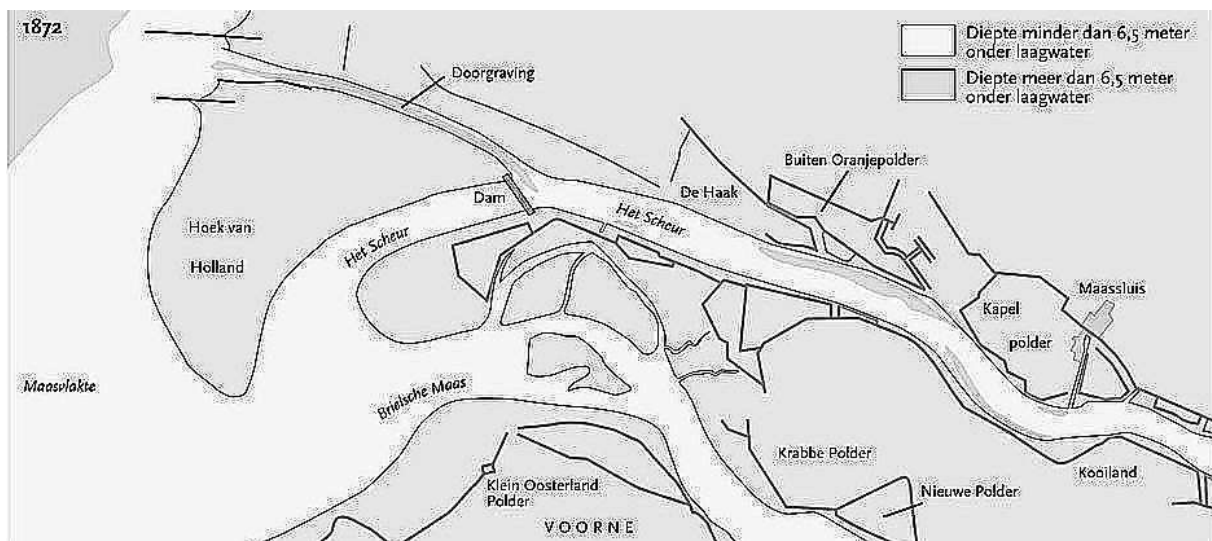 1872
Diepte minder dan 6,5 meter
onder laagwater
Diepte meer dan 6,5 meter
onder laagwater
Doorgraving
Buiten Oranjepolder
De Haak
Dam
Het Scheur
Hoek van
Holland
Het Scheur
Maassluis
Kapel
polder
Maasvlakte
Brielsche Maas
Krabbe Polder
Kooiland
Klein Oosterland
Polder
Nieuwe Polder
VOORNE